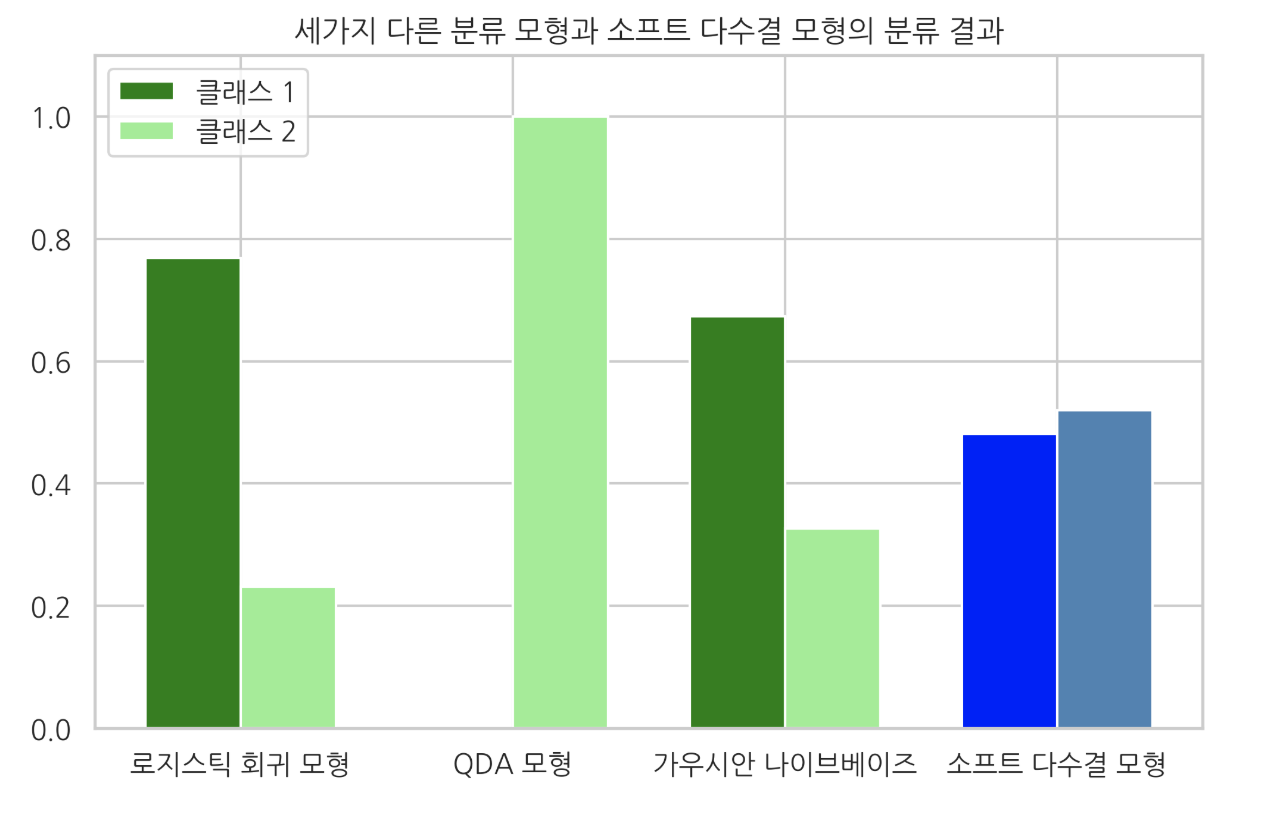 세가지 다른 분류 모형과 소프트 다수결 모형의 분류 결과
클래스 1
클래스 2
1.0
0.8
0.6
0.4
0.2
0.0
로지스틱 회귀 모형
QDA 모형
가우시안 나이브베이즈
소프트 다수결 모형